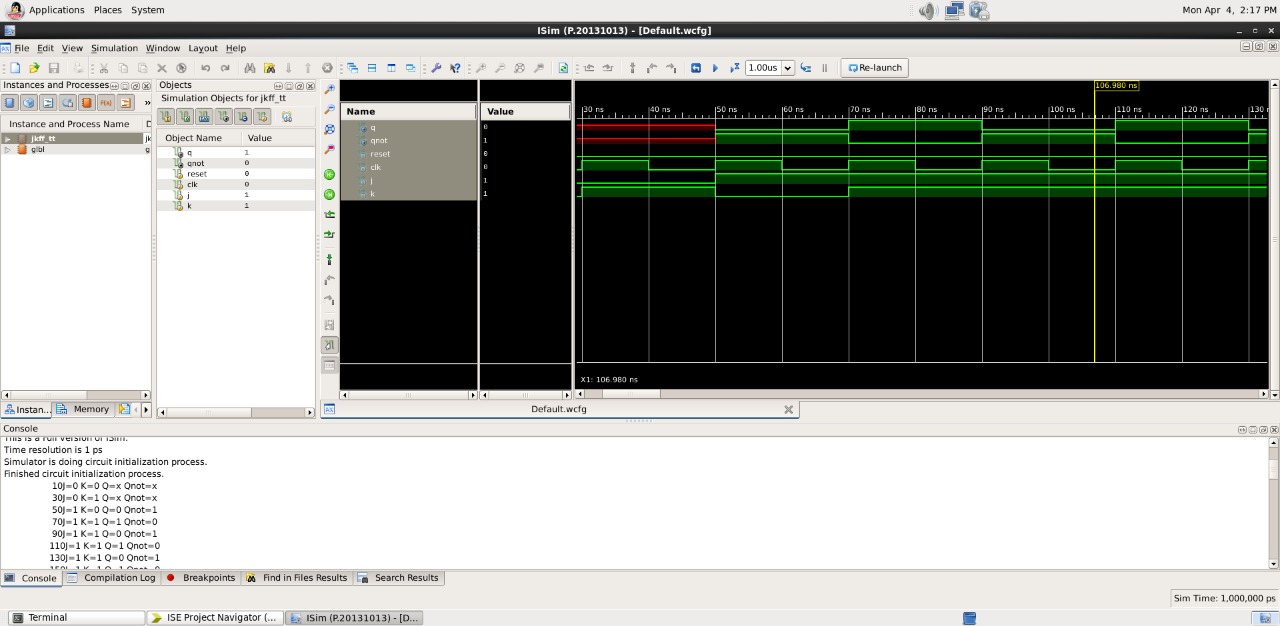 Applications Places System
Mon Apr 4, 2:17 PM
ISim (P.20131013) - [Default.wcfg]
File Edit View Simulation Window Layout Help
1.00us
Re-launch
Instances and Processes
Objects
Simulation Objects for jkff_tt
Instance and Process Name D
jkff_tt jk
glbl g
Object Name Value
q 1
qnot 0
reset 0
clk 0
j 1
k 1
Instan...
Memory
Name Value
q 0
qnot 1
reset 0
clk 0
j 1
k 1
106.980 ns
30 ns 40 ns 50 ns 60 ns 70 ns 80 ns 90 ns 100 ns 110 ns 120 ns 130 n
X1: 106.980 ns
Default.wcfg
Console
This is a Full version of ISim.
Time resolution is 1 ps
Simulator is doing circuit initialization process.
Finished circuit initialization process.
10J=0 K=0 Q=x Qnot=x
30J=0 K=1 Q=x Qnot=x
50J=1 K=0 Q=0 Qnot=1
70J=1 K=1 Q=1 Qnot=0
90J=1 K=1 Q=0 Qnot=1
110J=1 K=1 Q=1 Qnot=0
130J=1 K=1 Q=0 Qnot=1
Console Compilation Log Breakpoints Find in Files Results Search Results
Sim Time: 1,000,000 ps
Terminal
ISE Project Navigator (...
ISim (P.20131013) - [D...